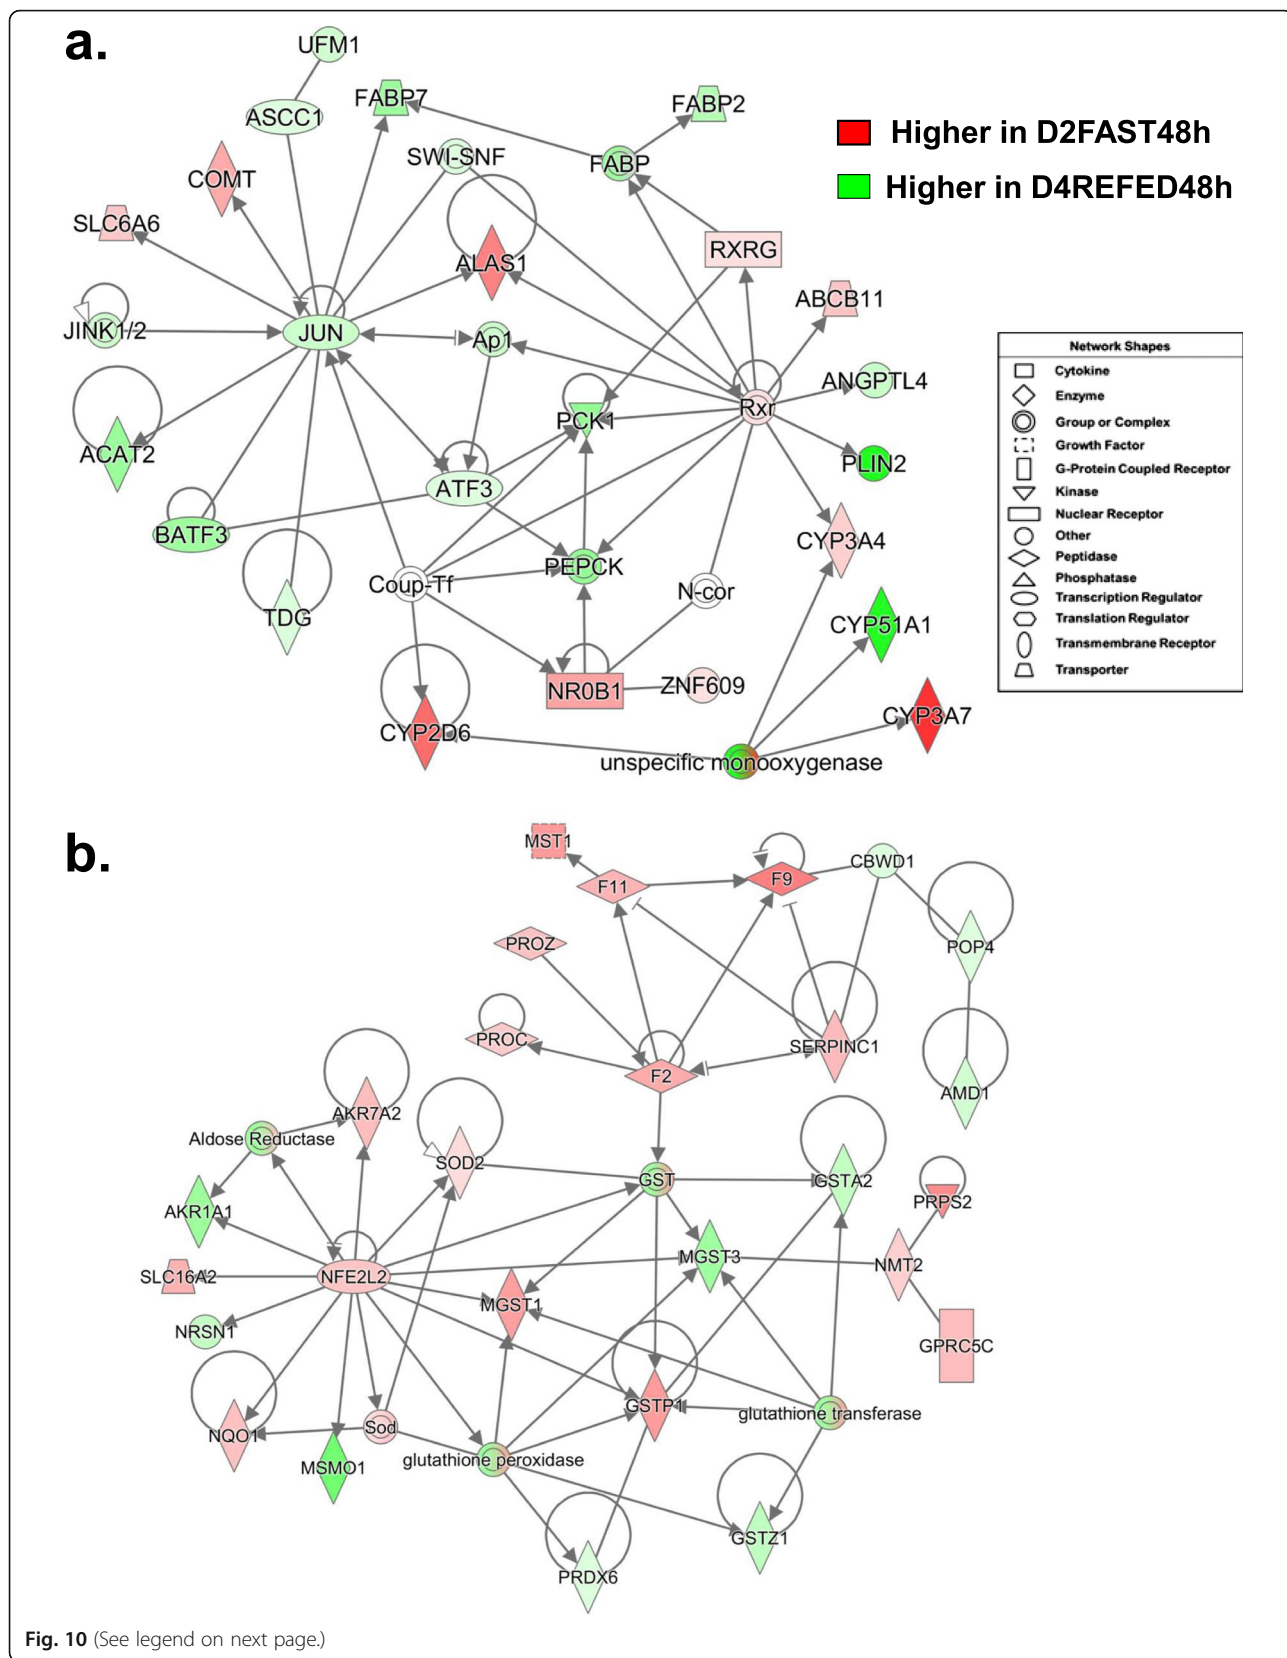 a.
UFM1
FABP7
FABP2
ASCC1
Higher in D2FAST48h
SWI-SNF
FABP
COMT
Higher in D4REFED48h
SLC6A6
RXRG
ALAS1
ABCB11
JINK1/2
JUN
Ap1
Network Shapes
Cytokine
Enzyme
Group or Complex
Growth Factor
G-Protein Coupled Receptor
Kinase
Nuclear Receptor
Other
Peptidase
Phosphatase
Transcription Regulator
Translation Regulator
Transmembrane Receptor
Transporter
ANGPTL4
Rxr
PCK1
ACAT2
PLIN2
ATF3
BATF3
CYP3A4
PEPCK
Coup-Tf
N-cor
TDG
CYP51A1
NR0B1
ZNF609
CYP3A7
CYP2D6
unspecific monooxygenase
b.
MST1
F11
F9
CBWD1
PROZ
POP4
PROC
SERPINC1
F2
AMD1
AKR7A2
Aldose Reductase
SOD2
GST
GSTA2
AKR1A1
PRPS2
MGST3
NMT2
SLC16A2
NFE2L2
MGST1
NRSN1
GPRC5C
GSTP1
glutathione transferase
NQO1
Sod
MSMO1
glutathione peroxidase
GSTZ1
PRDX6
Fig. 10 (See legend on next page.)